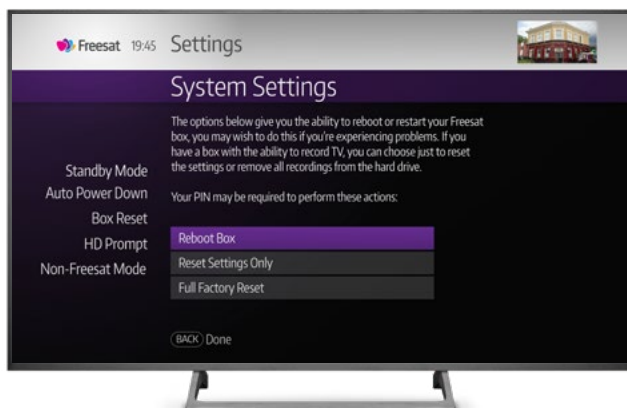 Freesat 19:45 Settings
System Settings
The options below give you the ability to reboot or restart your Freesat
box, you may wish to do this if you're experiencing problems. If you
have a box with the ability to record TV, you can choose just to reset
the settings or remove all recordings from the hard drive.
Your PIN may be required to perform these actions:
Standby Mode
Auto Power Down
Box Reset
HD Prompt
Non-Freesat Mode
Reboot Box
Reset Settings Only
Full Factory Reset
BACK Done